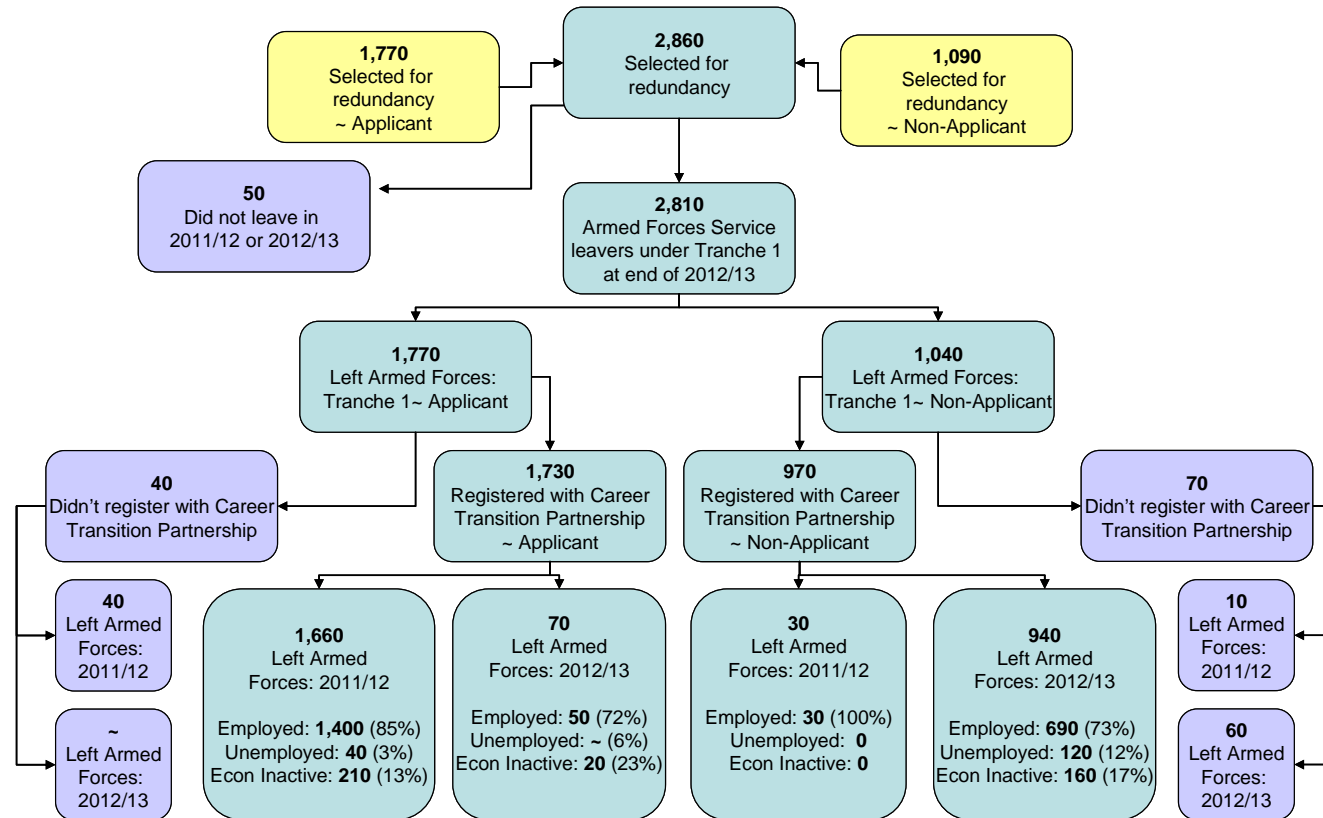 1,770
Selected for
redundancy
~ Applicant
2,860
Selected for
redundancy
1,090
Selected for
redundancy
~ Non-Applicant
50
Did not leave in
2011/12 or 2012/13
2,810
Armed Forces Service
leavers under Tranche 1
at end of 2012/13
1,770
Left Armed Forces:
Tranche 1~ Applicant
1,040
Left Armed Forces:
Tranche 1~ Non-Applicant
40
Didn't register with Career
Transition Partnership
1,730
Registered with Career
Transition Partnership
~ Applicant
970
Registered with Career
Transition Partnership
~ Non-Applicant
70
Didn't register with Career
Transition Partnership
40
Left Armed
Forces:
2011/12
~
Left Armed
Forces:
2012/13
1,660
Left Armed
Forces: 2011/12
Employed: 1,400 (85%)
Unemployed: 40 (3%)
Econ Inactive: 210 (13%)
70
Left Armed
Forces: 2012/13
Employed: 50 (72%)
Unemployed: ~ (6%)
Econ Inactive: 20 (23%)
30
Left Armed
Forces: 2011/12
Employed: 30 (100%)
Unemployed: 0
Econ Inactive: 0
940
Left Armed
Forces: 2012/13
Employed: 690 (73%)
Unemployed: 120 (12%)
Econ Inactive: 160 (17%)
10
Left Armed
Forces:
2011/12
60
Left Armed
Forces:
2012/13